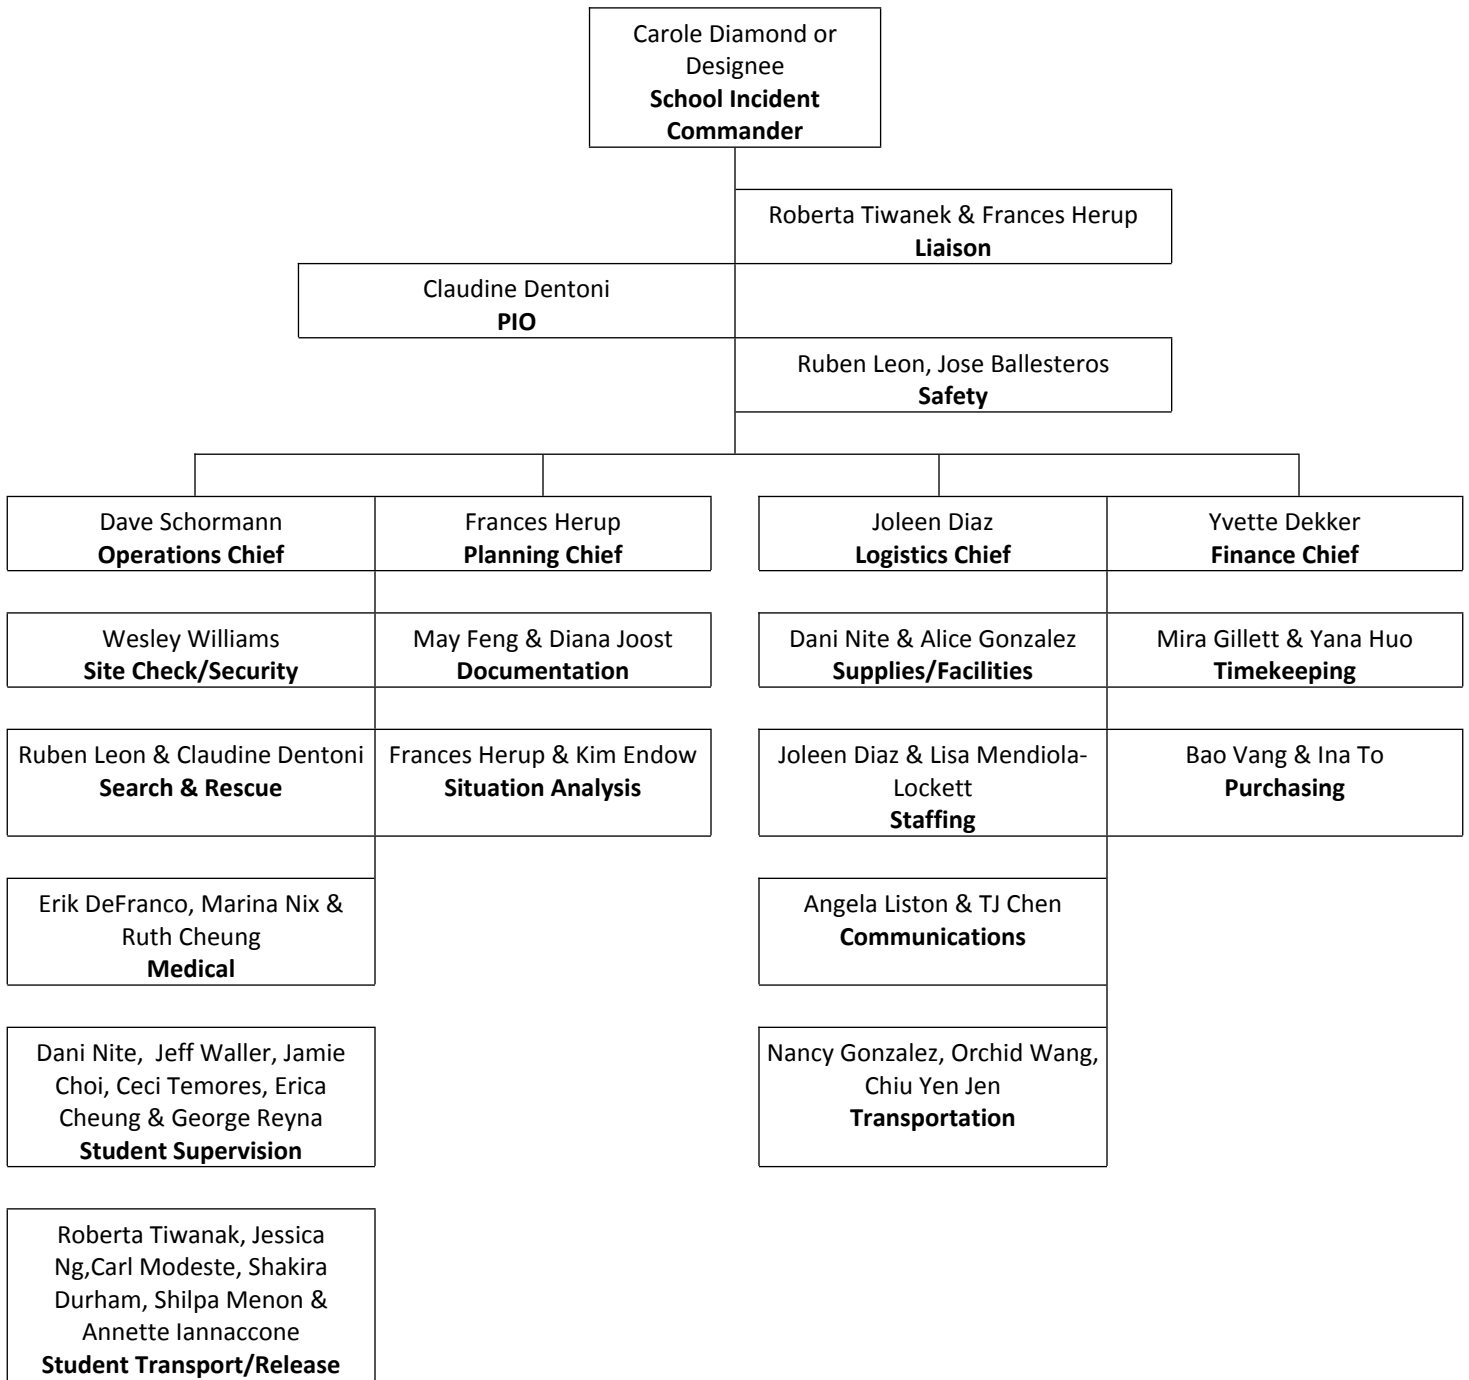 Carole Diamond or
Designee
School Incident
Commander
Roberta Tiwanek & Frances Herup
Liaison
Claudine Dentoni
PIO
Ruben Leon, Jose Ballesteros
Safety
Dave Schormann
Operations Chief
Frances Herup
Planning Chief
Joleen Diaz
Logistics Chief
Yvette Dekker
Finance Chief
Wesley Williams
Site Check/Security
May Feng & Diana Joost
Documentation
Dani Nite & Alice Gonzalez
Supplies/Facilities
Mira Gillett & Yana Huo
Timekeeping
Ruben Leon & Claudine Dentoni
Search & Rescue
Frances Herup & Kim Endow
Situation Analysis
Joleen Diaz & Lisa Mendiola-
Lockett
Staffing
Bao Vang & Ina To
Purchasing
Erik DeFranco, Marina Nix &
Ruth Cheung
Medical
Angela Liston & TJ Chen
Communications
Dani Nite,  Jeff Waller, Jamie
Choi, Ceci Temores, Erica
Cheung & George Reyna
Student Supervision
Nancy Gonzalez, Orchid Wang,
Chiu Yen Jen
Transportation
Roberta Tiwanak, Jessica
Ng,Carl Modeste, Shakira
Durham, Shilpa Menon &
Annette Iannaccone
Student Transport/Release